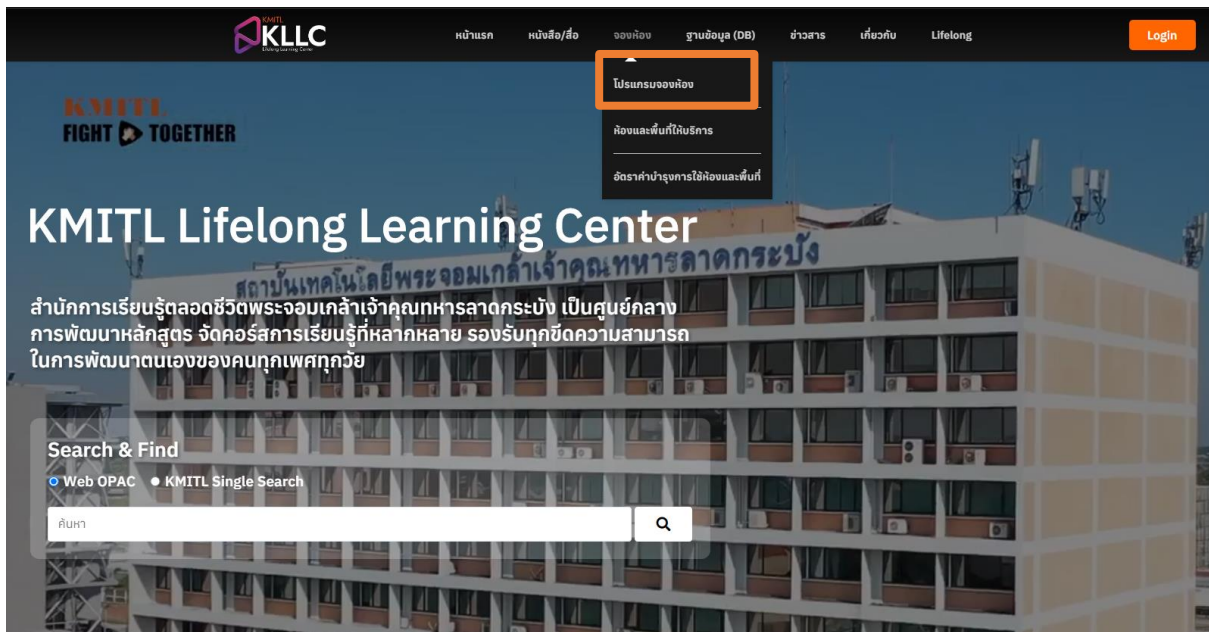 KMITL
KLLC
Lifelong Learning Center
หน้าแรก
หนังสือ/สื่อ
จองห้อง
ฐานข้อมูล (DB)
ข่าวสาร
เกี่ยวกับ
Lifelong
Login
โปรแกรมจองห้อง
ห้องและพื้นที่ให้บริการ
อัตราค่าบำรุงการใช้ห้องและพื้นที่
KMITL
FIGHT TOGETHER
KMITL Lifelong Learning Center
สถาบันเทคโนโลยีพระจอมเกล้าเจ้าคุณทหารลาดกระบัง
สำนักการเรียนรู้ตลอดชีวิตพระจอมเกล้าเจ้าคุณทหารลาดกระบัง เป็นศูนย์กลาง
การพัฒนาหลักสูตร จัดคอร์สการเรียนรู้ที่หลากหลาย รองรับทุกขีดความสามารถ
ในการพัฒนาตนเองของคนทุกเพศทุกวัย
Search & Find
Web OPAC
KMITL Single Search
ค้นหา